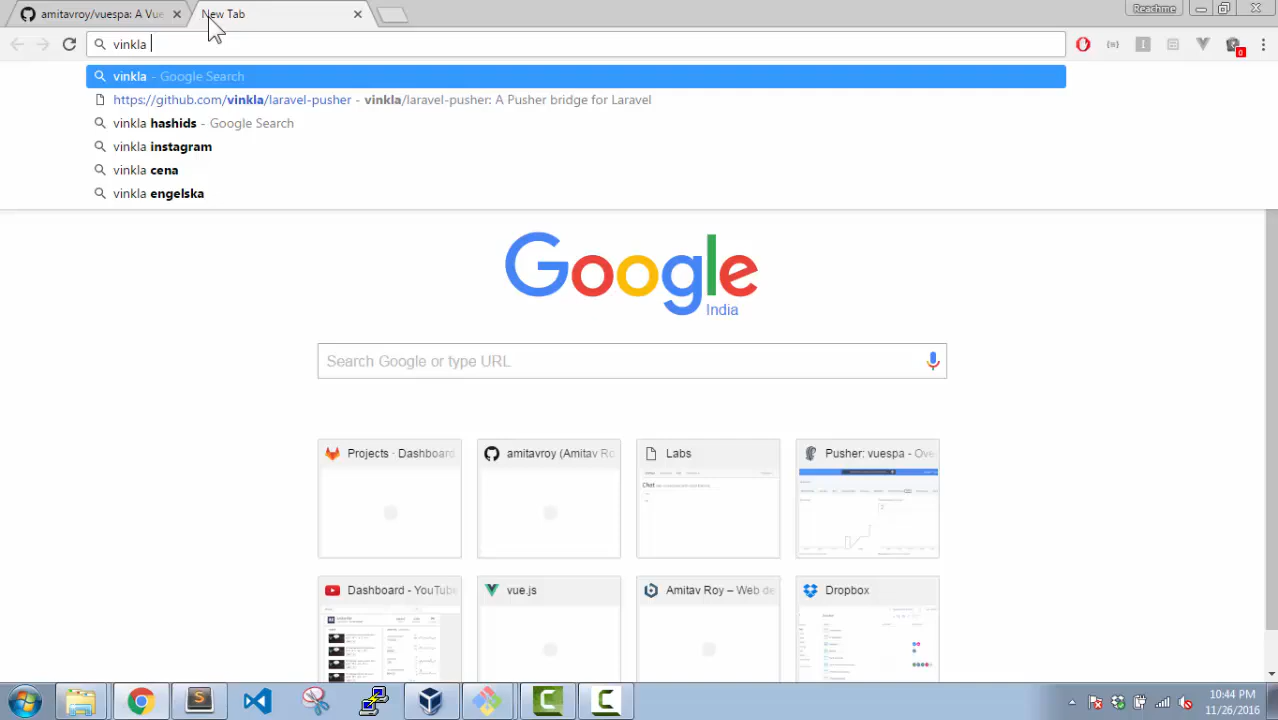 amitavroy/vuespa: A Vue
New Tab
Reachme
vinkla
vinkla - Google Search
https://github.com/vinkla/laravel-pusher - vinkla/laravel-pusher: A Pusher bridge for Laravel
vinkla hashids - Google Search
vinkla instagram
vinkla cena
vinkla engelska
Google
India
Search Google or type URL
Projects · Dashboard
amitavroy (Amitav Ro
Labs
Pusher: vuespa - Ove
Chat
Dashboard - YouTube
vue.js
Amitav Roy – Web de
Dropbox
10:44 PM
11/26/2016